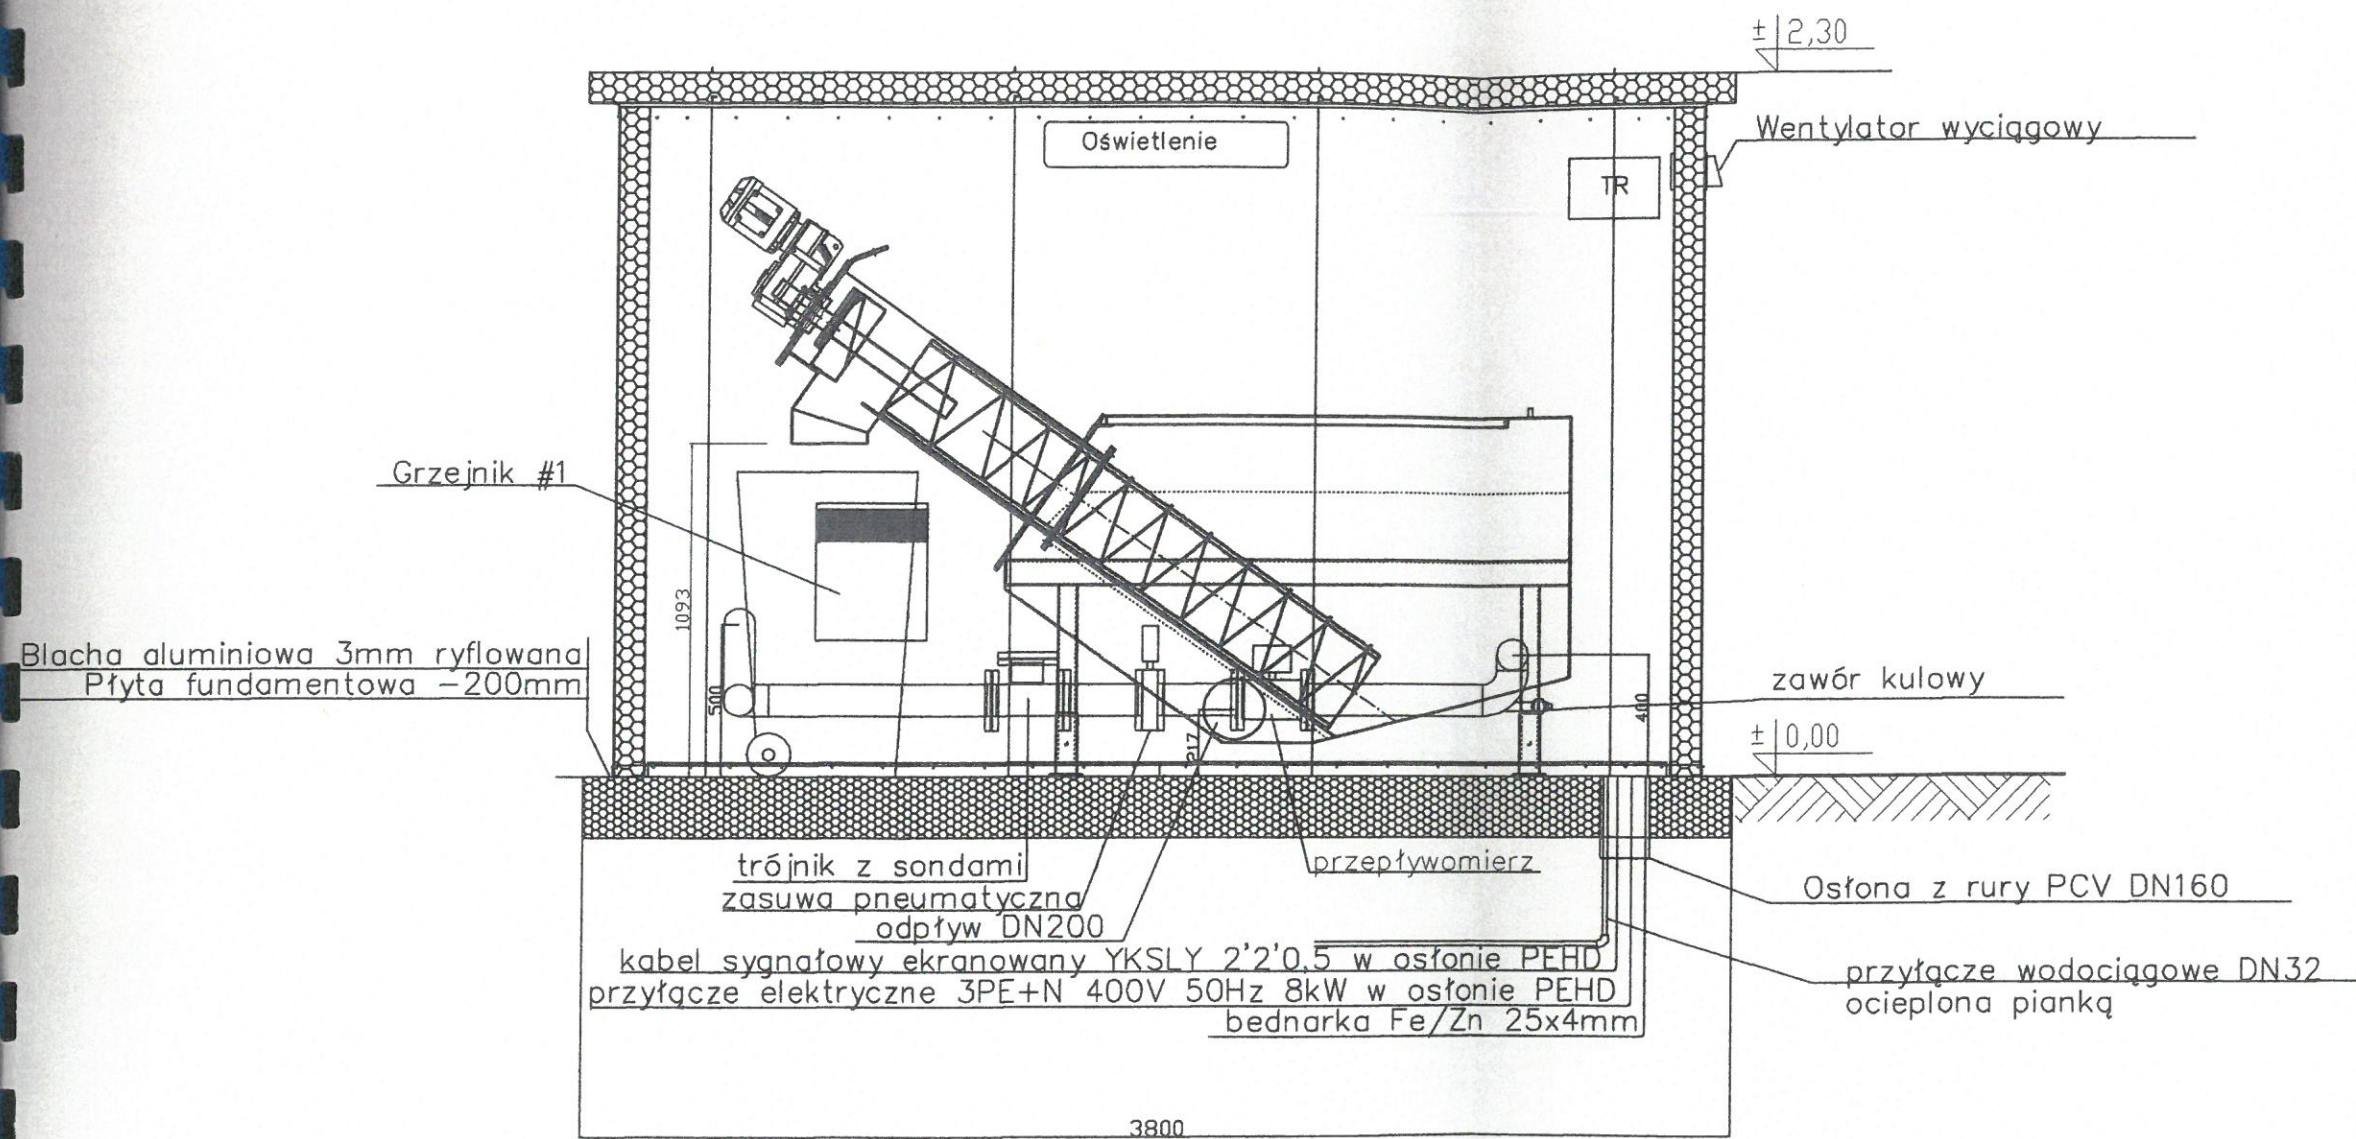 ± 2,30
Wentylator wyciągowy
Oświetlenie
TR
Grzejnik #1
1093
Blacha aluminiowa 3mm ryflowana
Płyta fundamentowa -200mm
500
217
400
zawór kulowy
± 0,00
trójnik z sondami
zasuwa pneumatyczna
odpływ DN200
przepływomierz
Osłona z rury PCV DN160
kabel sygnałowy ekranowany YKSLY 2'2'0,5 w osłonie PEHD
przyłącze elektryczne 3PE+N 400V 50Hz 8kW w osłonie PEHD
bednarka Fe/Zn 25x4mm
przyłącze wodociągowe DN32
ocieplona pianką
3800